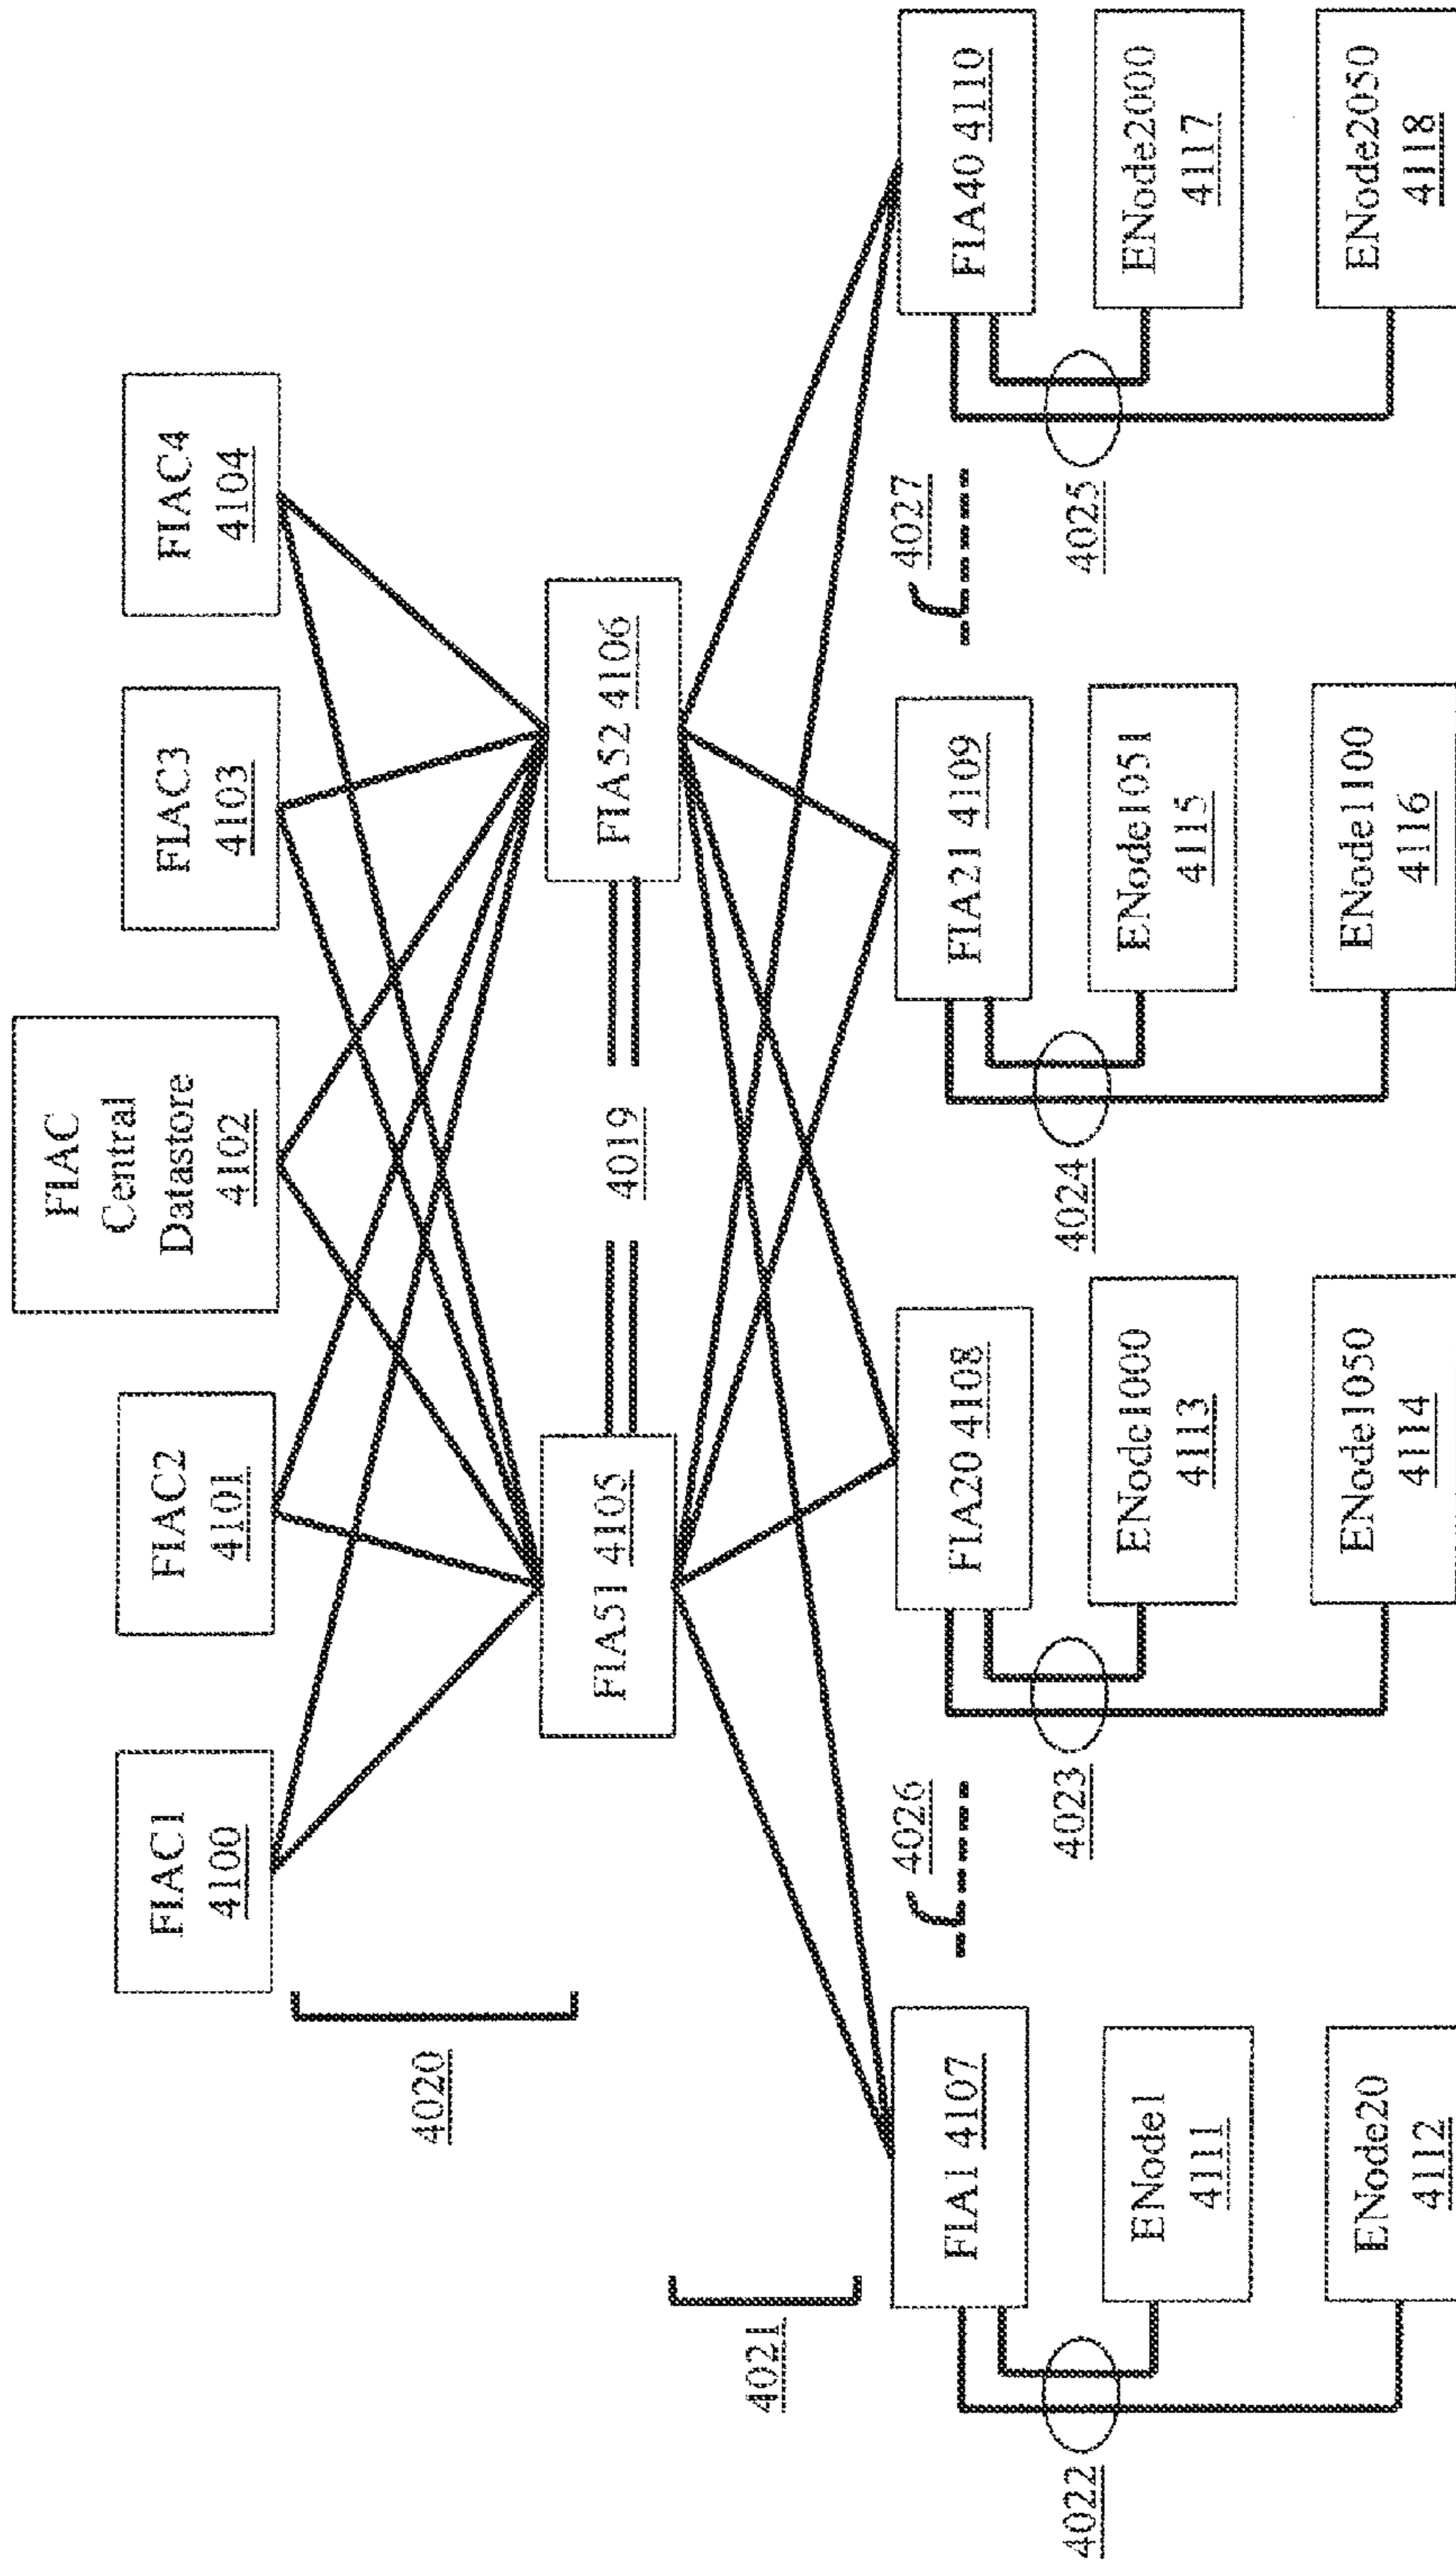 FIAC1
4100
FIAC2
4101
FIAC
Central
Datastore
4102
FIAC3
4103
FIAC4
4104
4020
FIA51 4105
4019
FIA52 4106
4021
FIA1 4107
4026
FIA20 4108
FIA21 4109
4027
FIA40 4110
4022
ENode1
4111
4023
ENode1000
4113
4024
ENode1051
4115
4025
ENode2000
4117
ENode20
4112
ENode1050
4114
ENode1100
4116
ENode2050
4118